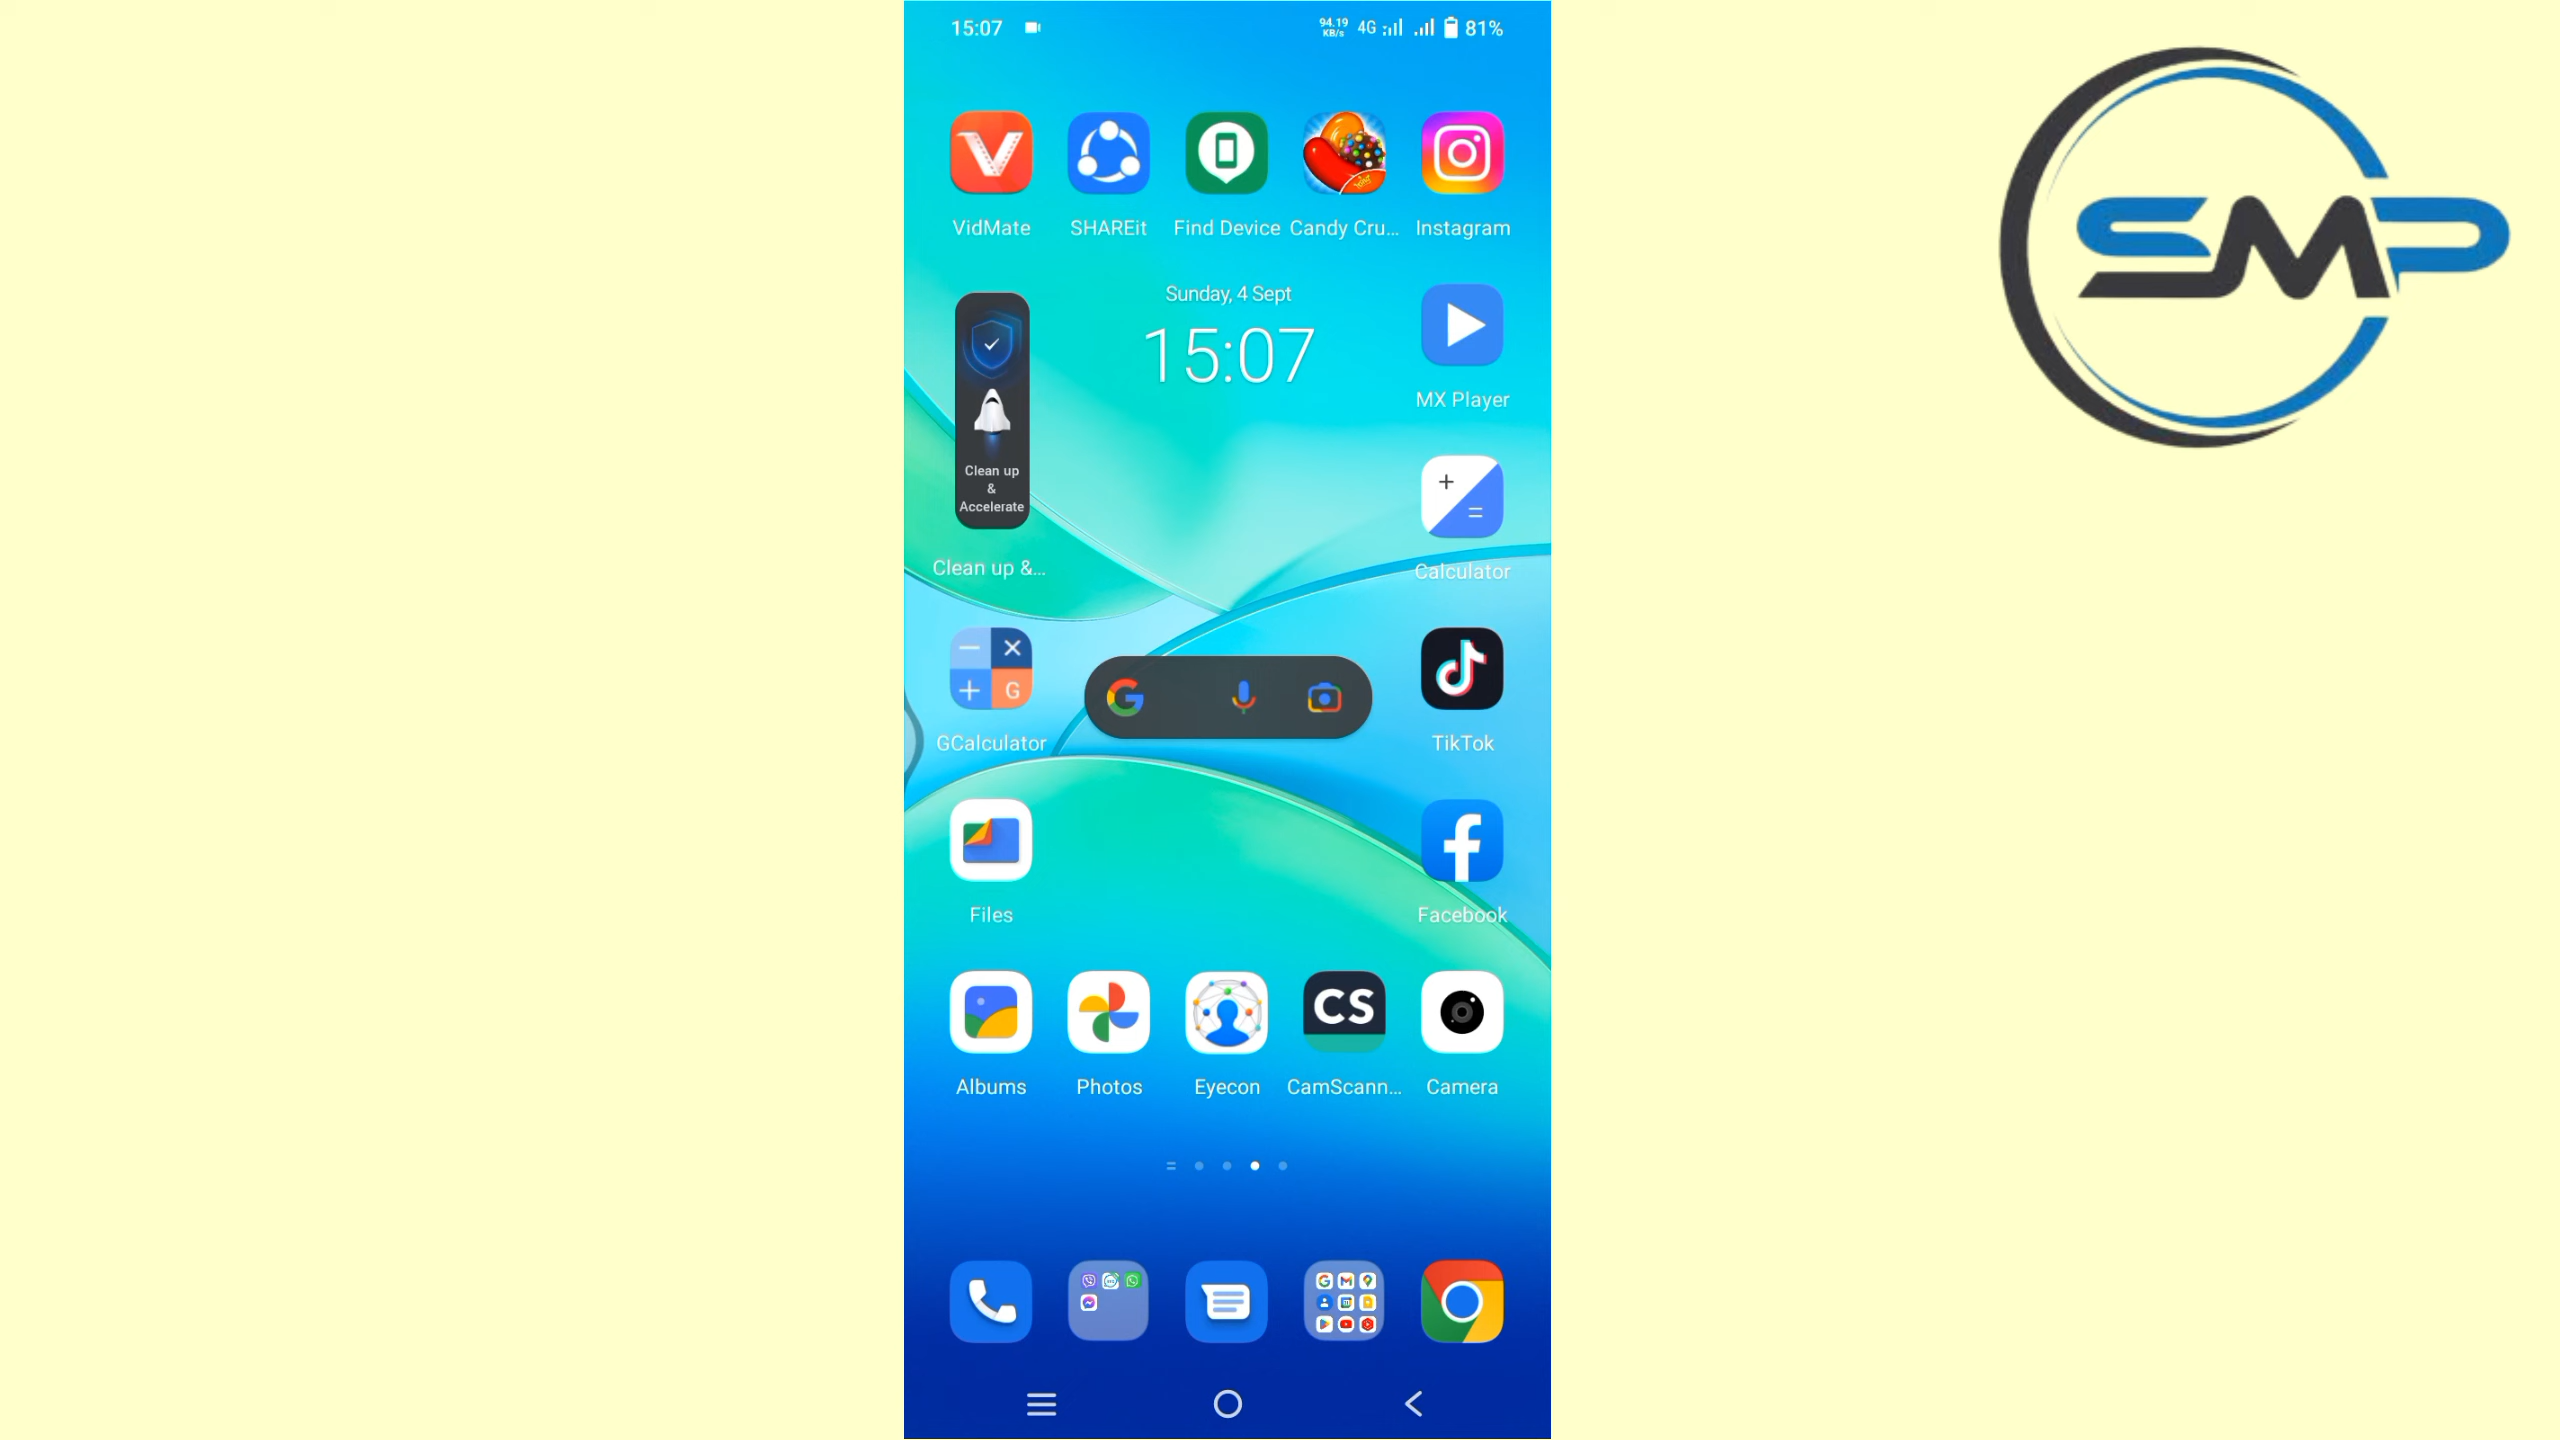 15:07
94.19
KB/s
4G
81%
SMP
VidMate
SHAREit
Find Device
Candy Cru...
Instagram
Sunday, 4 Sept
15:07
MX Player
Clean up
&
Accelerate
Clean up &...
Calculator
GCalculator
TikTok
Files
Facebook
CS
Albums
Photos
Eyecon
CamScann...
Camera